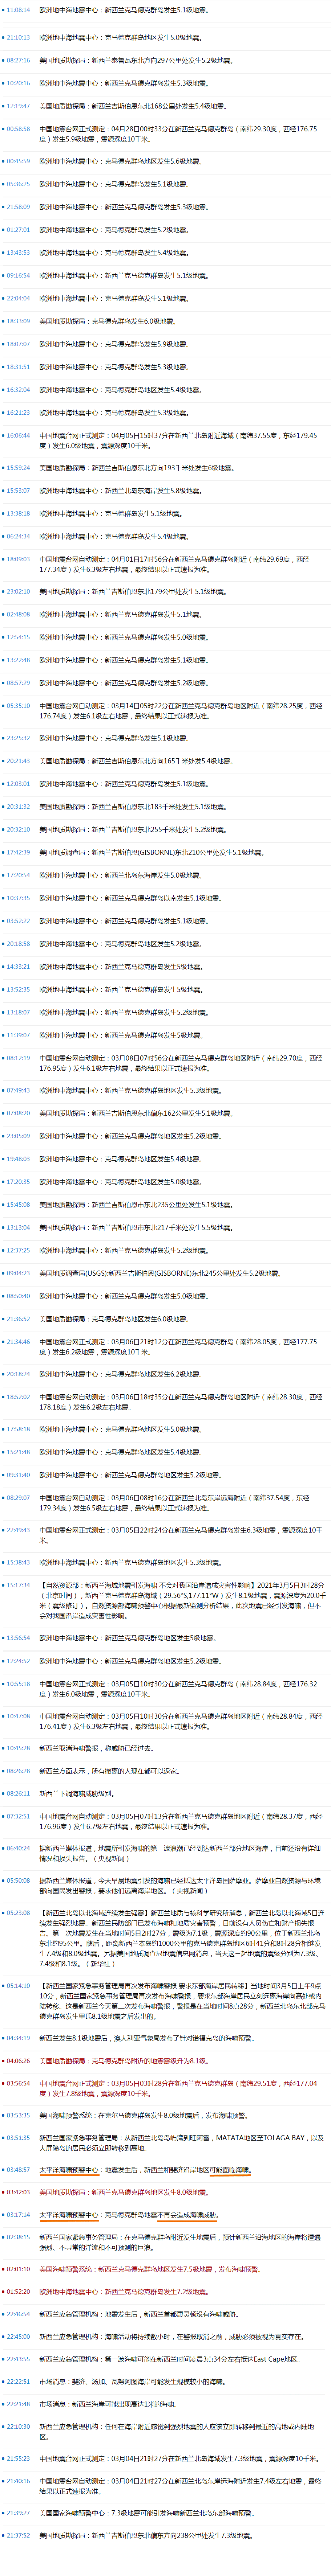 11:08:14 欧洲地中海地震中心：新西兰克马德克群岛发生5.1级地震。
21:10:13 欧洲地中海地震中心：克马德克群岛地区发生5.0级地震。
08:27:16 美国地质勘探局：新西兰泰鲁瓦东北方向297公里处发生5.2级地震。
10:20:16 欧洲地中海地震中心：新西兰克马德克群岛发生5.3级地震。
12:19:47 美国地质勘探局：新西兰吉斯伯恩东北168公里处发生5.4级地震。
00:58:58 中国地震台网正式测定：04月28日00时33分在新西兰克马德克群岛（南纬29.30度，西经176.75
度）发生5.9级地震，震源深度10千米。
00:45:59 欧洲地中海地震中心：克马德克群岛地区发生5.6级地震。
05:36:25 欧洲地中海地震中心：克马德克群岛发生5.1级地震。
21:58:09 欧洲地中海地震中心：新西兰克马德克群岛发生5.3级地震。
01:27:01 欧洲地中海地震中心：克马德克群岛发生5.2级地震。
13:43:53 欧洲地中海地震中心：克马德克群岛发生5.4级地震。
09:16:54 欧洲地中海地震中心：新西兰克马德克群岛发生5.1级地震。
22:04:04 欧洲地中海地震中心：克马德克群岛发生5.1级地震。
18:33:09 美国地质勘探局：克马德克群岛发生6.0级地震。
18:07:07 欧洲地中海地震中心：克马德克群岛发生5.9级地震。
18:31:51 欧洲地中海地震中心：克马德克群岛发生5.3级地震。
16:32:04 欧洲地中海地震中心：克马德克群岛地区发生5.4级地震。
16:21:23 欧洲地中海地震中心：克马德克群岛发生5.3级地震。
16:06:44 中国地震台网正式测定：04月05日15时37分在新西兰北岛附近海域（南纬37.55度，东经179.45
度）发生6.0级地震，震源深度10千米。
15:59:24 美国地质勘探局：新西兰吉斯伯恩东北方向193千米处发生6级地震。
15:53:07 欧洲地中海地震中心：新西兰北岛东海岸发生5.8级地震。
13:38:18 欧洲地中海地震中心：克马德群岛发生5.1级地震。
06:24:34 欧洲地中海地震中心：克马德克群岛发生5.4级地震。
18:09:03 中国地震台网自动测定：04月01日17时56分在新西兰克马德克群岛附近（南纬29.69度，西经
177.34度）发生6.3级左右地震，最终结果以正式速报为准。
23:02:10 美国地质勘探局：新西兰吉斯伯恩东北179公里处发生5.1级地震。
02:48:08 欧洲地中海地震中心：新西兰克马德克群岛发生5.1地震。
12:54:15 欧洲地中海地震中心：新西兰克马德克群岛发生5.0级地震。
13:22:48 欧洲地中海地震中心：新西兰克马德克群岛发生5.1级地震。
08:57:29 欧洲地中海地震中心：新西兰克马德克群岛发生5.2级地震。
05:35:10 中国地震台网自动测定：03月14日05时22分在新西兰克马德克群岛地区附近（南纬28.25度，西经
176.74度）发生6.1级左右地震，最终结果以正式速报为准。
23:25:32 欧洲地中海地震中心：克马德克群岛发生5.1级地震。
20:21:43 美国地质勘探局：新西兰吉斯伯恩东北方向165千米处发5.4级地震。
12:03:01 欧洲地中海地震中心：新西兰克马德克群岛发生5.1级地震。
20:31:32 美国地质勘探局：新西兰吉斯伯恩东北183千米处发生5.1级地震。
20:32:10 美国地质勘探局：新西兰吉斯伯恩东北255千米处发生5.2级地震。
17:42:39 美国地质调查局：新西兰吉斯伯恩(GISBORNE)东北210公里处发生5.1级地震。
17:20:54 欧洲地中海地震中心：新西兰北岛东海岸发生5.0级地震。
10:37:35 欧洲地中海地震中心：新西兰克马德克群岛以南发生5.1级地震。
03:52:22 欧洲地中海地震中心：新西兰克马德克群岛发生5.1级地震。
20:18:58 欧洲地中海地震中心：克马德克群岛地区发生5.2级地震。
14:33:21 欧洲地中海地震中心：新西兰克马德克群岛发生5级地震。
13:52:35 欧洲地中海地震中心：新西兰克马德克群岛发生5级地震。
13:18:07 欧洲地中海地震中心：新西兰克马德克群岛发生5.2级地震。
11:39:07 欧洲地中海地震中心：新西兰克马德克群岛发生5级地震。
08:12:19 中国地震台网自动测定：03月08日07时56分在新西兰克马德克群岛地区附近（南纬29.70度，西经
176.95度）发生6.1级左右地震，最终结果以正式速报为准。
07:49:43 欧洲地中海地震中心：新西兰克马德克群岛地区发生5.3级地震。
07:08:20 美国地质勘探局：新西兰吉斯伯恩东北偏东162公里发生5.1级地震。
23:05:09 欧洲地中海地震中心：新西兰克马德克群岛地区发生5.2级地震。
19:48:03 欧洲地中海地震中心：克马德克群岛地区发生5.4级地震。
17:20:35 欧洲地中海地震中心：克马德克群岛地区发生5.0级地震。
15:45:08 美国地质勘探局：新西兰吉斯伯恩市东北235公里处发生5.1级地震。
13:13:04 美国地质勘探局：新西兰吉斯伯恩市东北217千米处发生5.5级地震。
12:37:25 欧洲地中海地震中心：新西兰克马德克群岛发生5.2级地震。
09:04:23 美国地质调查局(USGS):新西兰吉斯伯恩(GISBORNE)东北245公里处发生5.2级地震。
08:50:40 欧洲地中海地震中心：新西兰克马德克群岛发生5.0级地震。
21:36:52 美国地质勘探局：克马德克群岛地区发生6.0级地震。
21:34:46 中国地震台网正式测定：03月06日21时12分在新西兰克马德克群岛（南纬28.05度，西经177.75
度）发生6.2级地震，震源深度10千米。
20:18:24 欧洲地中海地震中心：克马德克群岛地区发生6.2级地震。
18:52:02 中国地震台网自动测定：03月06日18时35分在新西兰克马德克群岛地区附近（南纬28.30度，西经
178.18度）发生6.2级左右地震。
17:58:18 欧洲地中海地震中心：克马德克群岛地区发生5.0级地震。
15:21:48 欧洲地中海地震中心：克马德克群岛地区发生5.4级地震。
09:31:40 欧洲地中海地震中心：新西兰克马德克群岛地区发生5.2级地震。
08:29:07 中国地震台网自动测定：03月06日08时16分在新西兰北岛东岸远海附近（南纬37.54度，东经
179.34度）发生6.5级左右地震，最终结果以正式速报为准。
22:49:43 中国地震台网正式测定：03月05日22时24分在新西兰克马德克群岛发生6.3级地震，震源深度10千
米。
15:38:43 欧洲地中海地震中心：新西兰克马德克群岛地区发生5.3级地震。
15:17:34 【自然资源部：新西兰海域地震引发海啸 不会对我国沿岸造成灾害性影响】2021年3月5日3时28分
（北京时间），新西兰克马德克群岛海域（29.56°S,177.11°W）发生8.1级地震，震源深度为20.0千
米（震级修订）。自然资源部海啸预警中心根据最新监测分析结果，此次地震已经引发海啸，但不
会对我国沿岸造成灾害性影响。
13:56:54 欧洲地中海地震中心：新西兰克马德克群岛地区发生5级地震。
12:24:52 欧洲地中海地震中心：新西兰克马德克群岛地区发生5.2级地震。
10:55:18 中国地震台网正式测定：03月05日10时30分在新西兰克马德克群岛（南纬28.84度，西经176.32
度）发生6.0级地震，震源深度10千米。
10:47:08 中国地震台网自动测定：03月05日10时30分在新西兰克马德克群岛地区附近（南纬28.84度，西经
176.41度）发生6.3级左右地震，最终结果以正式速报为准。
10:45:28 新西兰取消海啸警报，称威胁已经过去。
08:26:28 新西兰方面表示，所有撤离的人现在都可以返家。
08:26:11 新西兰下调海啸威胁级别。
07:32:51 中国地震台网自动测定：03月05日07时13分在新西兰克马德克群岛地区附近（南纬28.37度，西经
176.96度）发生6.7级左右地震，最终结果以正式速报为准。
06:40:24 据新西兰媒体报道，地震所引发海啸的第一波浪潮已经到达新西兰部分地区海岸，目前还没有详细
情况和损失报告。（央视新闻）
05:50:08 据新西兰媒体报道，今天早晨地震引发的海啸已经抵达太平洋岛国萨摩亚。萨摩亚自然资源与环境
部向国民发出警报，要求他们远离海岸地区。（央视新闻）
05:23:08 【新西兰北岛以北海域连续发生强震】新西兰地质与核科学研究所消息，新西兰北岛以北海域5日连
续发生强烈地震。新西兰民防部门已发布海啸和地质灾害预警，目前没有人员伤亡和财产损失报
告。第一次地震发生在当地时间5日2时27分，震级为7.1级，震源深度约90公里，位于新西兰北岛
东北约95公里。随后，距离新西兰本岛约1000公里的克马德克群岛地区6时41分和8时28分相继发
生7.4级和8.0级地震。另据美国地质调查局地震信息网消息，当天这三起地震的震级分别为7.3级、
7.4级和8.1级。（新华社）
05:14:10 【新西兰国家紧急事务管理局再次发布海啸警报 要求东部海岸居民转移】当地时间3月5日上午9点
10分，新西兰国家紧急事务管理局再次发布海啸警报，要求东部海岸居民立刻远离海岸向高处或内
陆转移。这是新西兰今天第二次发布海啸警报，警报是在当地时间8点28分，新西兰北岛东北部克马
德克群岛发生里氏8.1级地震之后发出的。
04:34:19 新西兰发生8.1级地震后，澳大利亚气象局发布了针对诺福克岛的海啸预警。
04:06:26 美国地质勘探局：克马德克群岛附近的地震震级升为8.1级。
03:56:54 中国地震台网正式测定：03月05日03时28分在新西兰克马德克群岛（南纬29.51度，西经177.04
度）发生7.8级地震，震源深度10千米。
03:53:35 美国海啸预警系统：在克尔马德克群岛发生8.0级地震后，发布海啸预警。
03:51:35 新西兰国家紧急事务管理局：从新西兰北岛岛屿湾到旺阿雷，MATATA地区至TOLAGA BAY，以及
大屏障岛的居民必须立即转移到高地。
03:48:57 太平洋海啸预警中心：地震发生后，新西兰和斐济沿岸地区可能面临海啸。
03:42:03 美国地质勘探局：新西兰克马德克群岛地区发生8.0级地震。
03:17:14 太平洋海啸预警中心：克马德克群岛地震不再会造成海啸威胁。
02:38:15 新西兰国家紧急事务管理局：在克马德克群岛附近发生地震后，预计新西兰沿海地区的海岸将遭遇
强烈、不寻常的洋流和不可预测的巨浪。
02:01:10 美国海啸预警系统：新西兰克马德克群岛地区发生7.5级地震，发布海啸预警。
01:52:20 欧洲地中海地震中心：新西兰克马德克群岛发生7.2级地震。
22:46:54 新西兰应急管理机构：地震发生后，新西兰首都惠灵顿没有海啸威胁。
22:45:00 新西兰应急管理机构：海啸活动将持续数小时，在警报取消之前，威胁必须被视为真实存在。
22:43:55 新西兰应急管理机构：第一波海啸可能在新西兰时间凌晨3点34分左右抵达East Cape地区。
22:22:51 市场消息：斐济、汤加、瓦努阿图海岸可能发生规模较小的海啸。
22:21:48 市场消息：新西兰海岸可能出现高达1米的海啸。
22:10:30 新西兰应急管理机构：任何在海岸附近感觉到强烈地震的人应该立即转移到最近的高地或内陆地
区。
21:55:23 中国地震台网正式测定：03月04日21时27分在新西兰北岛海域发生7.3级地震，震源深度10千米。
21:40:16 中国地震台网自动测定：03月04日21时27分在新西兰北岛东岸远海附近发生7.4级左右地震，最终
结果以正式速报为准。
21:39:27 美国国家海啸预警中心：7.3级地震可能引发海啸新西兰北岛东部海啸预警。
21:37:52 美国地质勘探局：新西兰吉斯伯恩东北偏东方向238公里处发生7.3级地震。